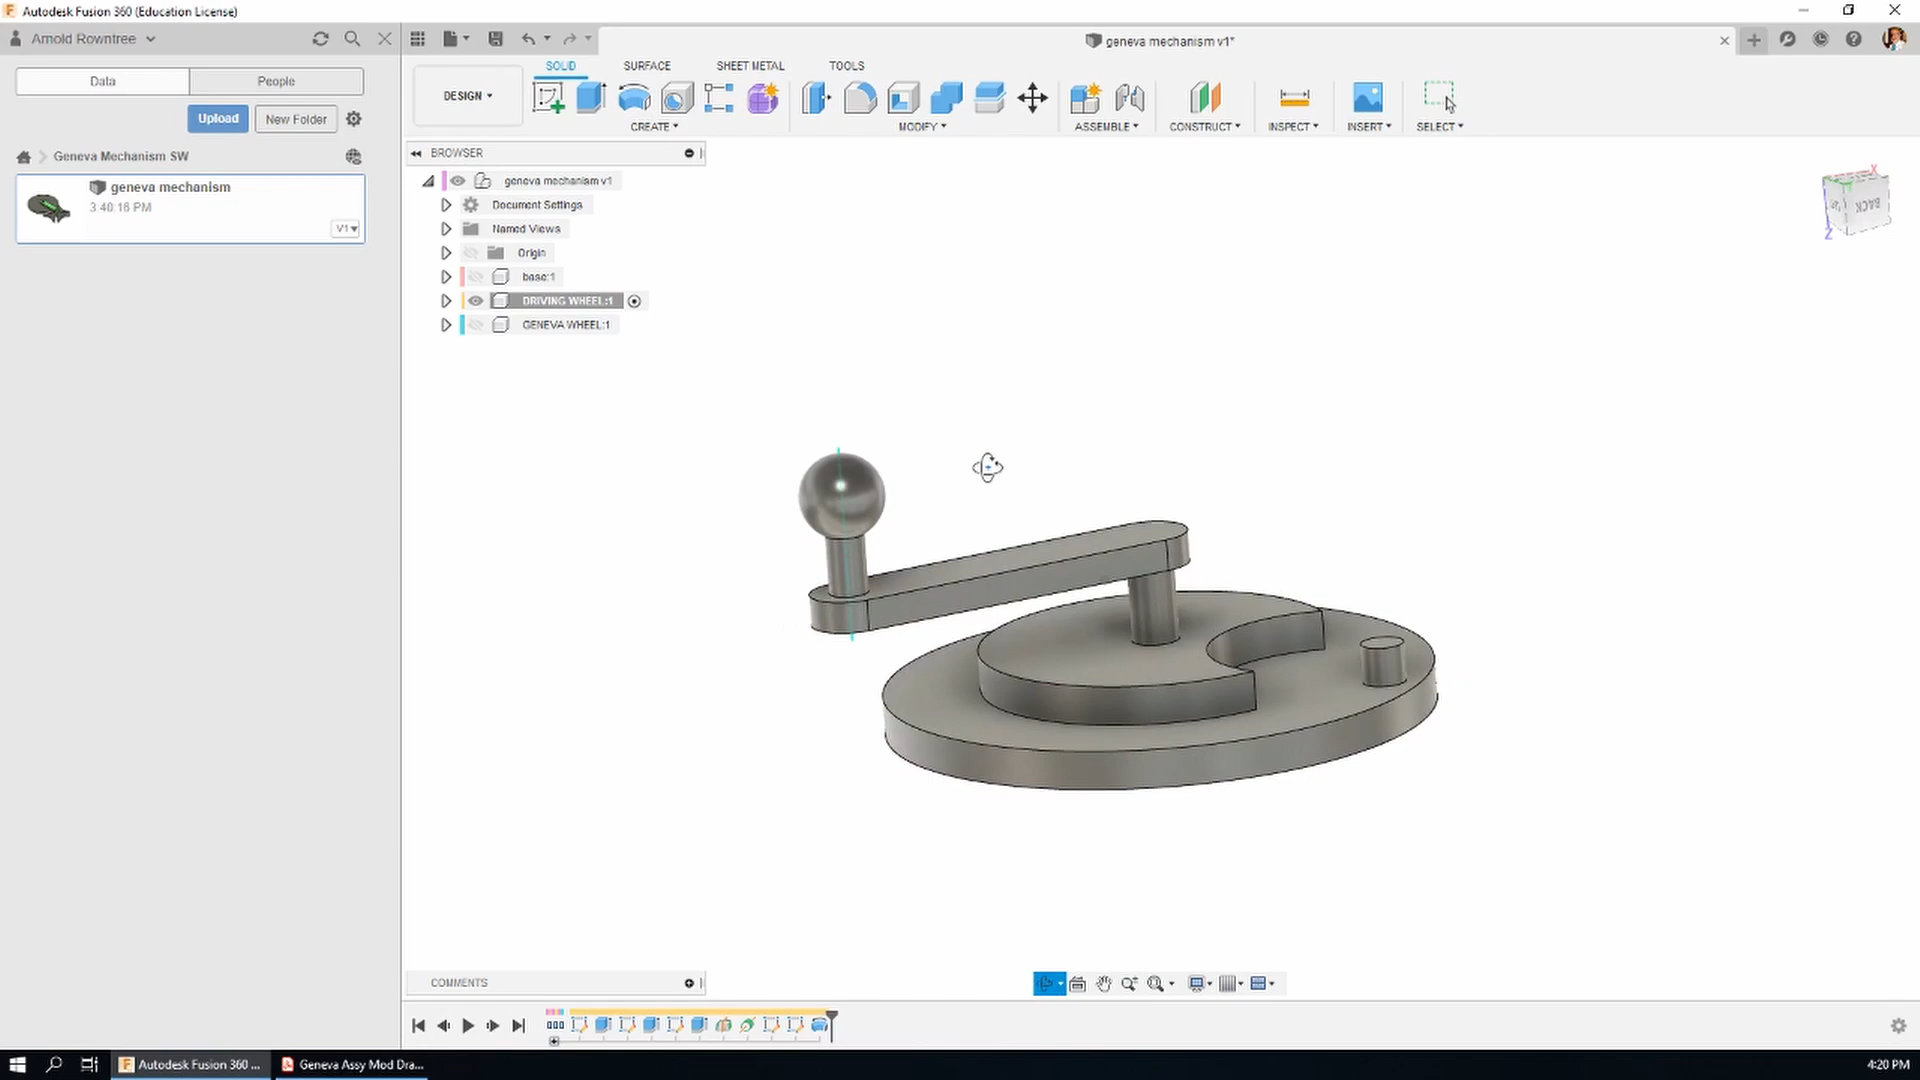 Autodesk Fusion 360 (Education License)
Arnold Rowntree
geneva mechanism v1*
Data
People
SOLID
SURFACE
SHEET METAL
TOOLS
DESIGN
Upload
New Folder
CREATE
MODIFY
ASSEMBLE
CONSTRUCT
INSPECT
INSERT
SELECT
Geneva Mechanism SW
BROWSER
geneva mechanism
3:40:16 PM
V1
geneva mechanism v1
Document Settings
Named Views
Origin
base:1
DRIVING WHEEL:1
GENEVA WHEEL:1
X
BACK
Z
COMMENTS
Autodesk Fusion 360 ...
Geneva Assy Mod Dra...
4:20 PM